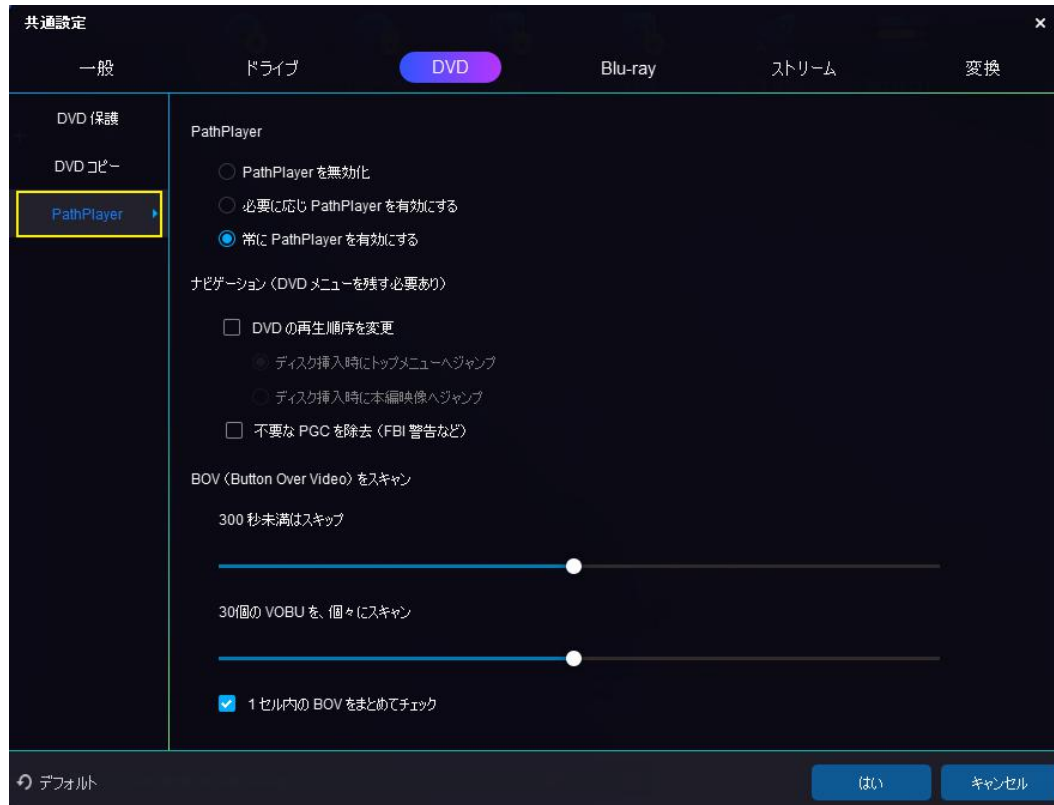 共通設定
×
一般 ドライブ DVD Blu-ray ストリーム 変換
DVD 保護
DVD コピー
PathPlayer
PathPlayer
PathPlayer を無効化
必要に応じ PathPlayer を有効にする
常に PathPlayer を有効にする
ナビゲーション（DVD メニューを残す必要あり）
DVD の再生順序を変更
ディスク挿入時にトップメニューへジャンプ
ディスク挿入時に本編映像へジャンプ
不要な PGC を除去（FBI 警告など）
BOV（Button Over Video）をスキャン
300 秒未満はスキップ
30個の VOBU を、個々にスキャン
1 セル内の BOV をまとめてチェック
デフォルト
はい
キャンセル